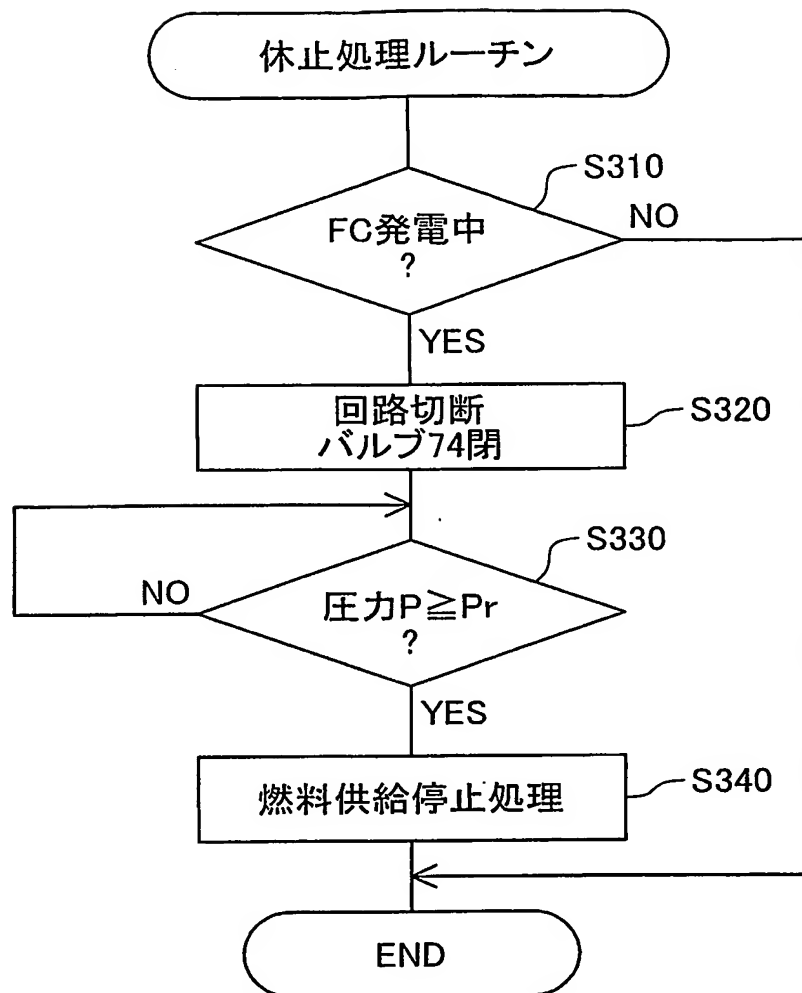 休止処理ルーチン
S310
FC発電中
?
NO
YES
回路切断
バルブ74閉
S320
S330
NO
圧力P≧Pr
?
YES
燃料供給停止処理
S340
END